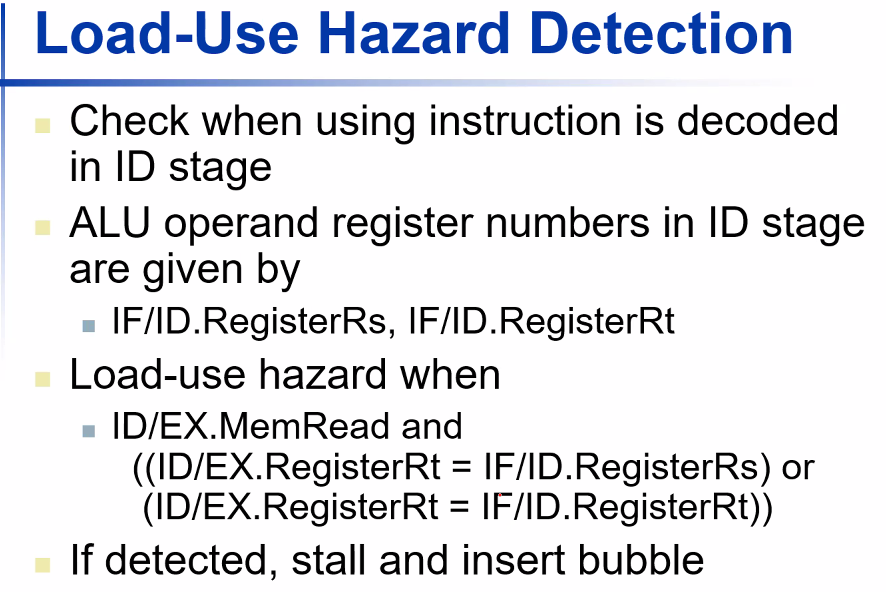 Load-Use Hazard Detection
Check when using instruction is decoded
in ID stage
ALU operand register numbers in ID stage
are given by
IF/ID.RegisterRs, IF/ID.RegisterRt
Load-use hazard when
ID/EX.MemRead and
((ID/EX.RegisterRt = IF/ID.RegisterRs) or
(ID/EX.RegisterRt = IF/ID.RegisterRt))
If detected, stall and insert bubble